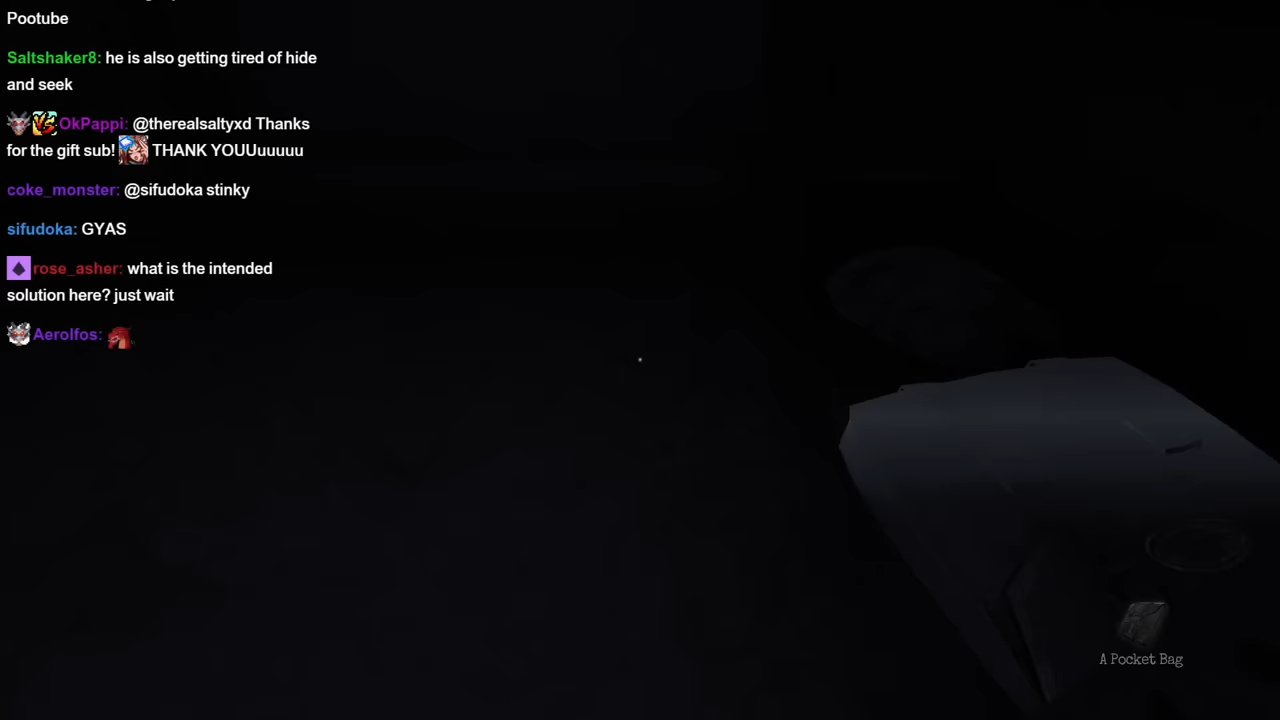 Pootube
Saltshaker8: he is also getting tired of hide
and seek
OkPappi: @therealsaltyxd Thanks
for the gift sub! THANK YOUUuuuuu
coke_monster: @sifudoka stinky
sifudoka: GYAS
rose_asher: what is the intended
solution here? just wait
Aerolfos:
A Pocket Bag